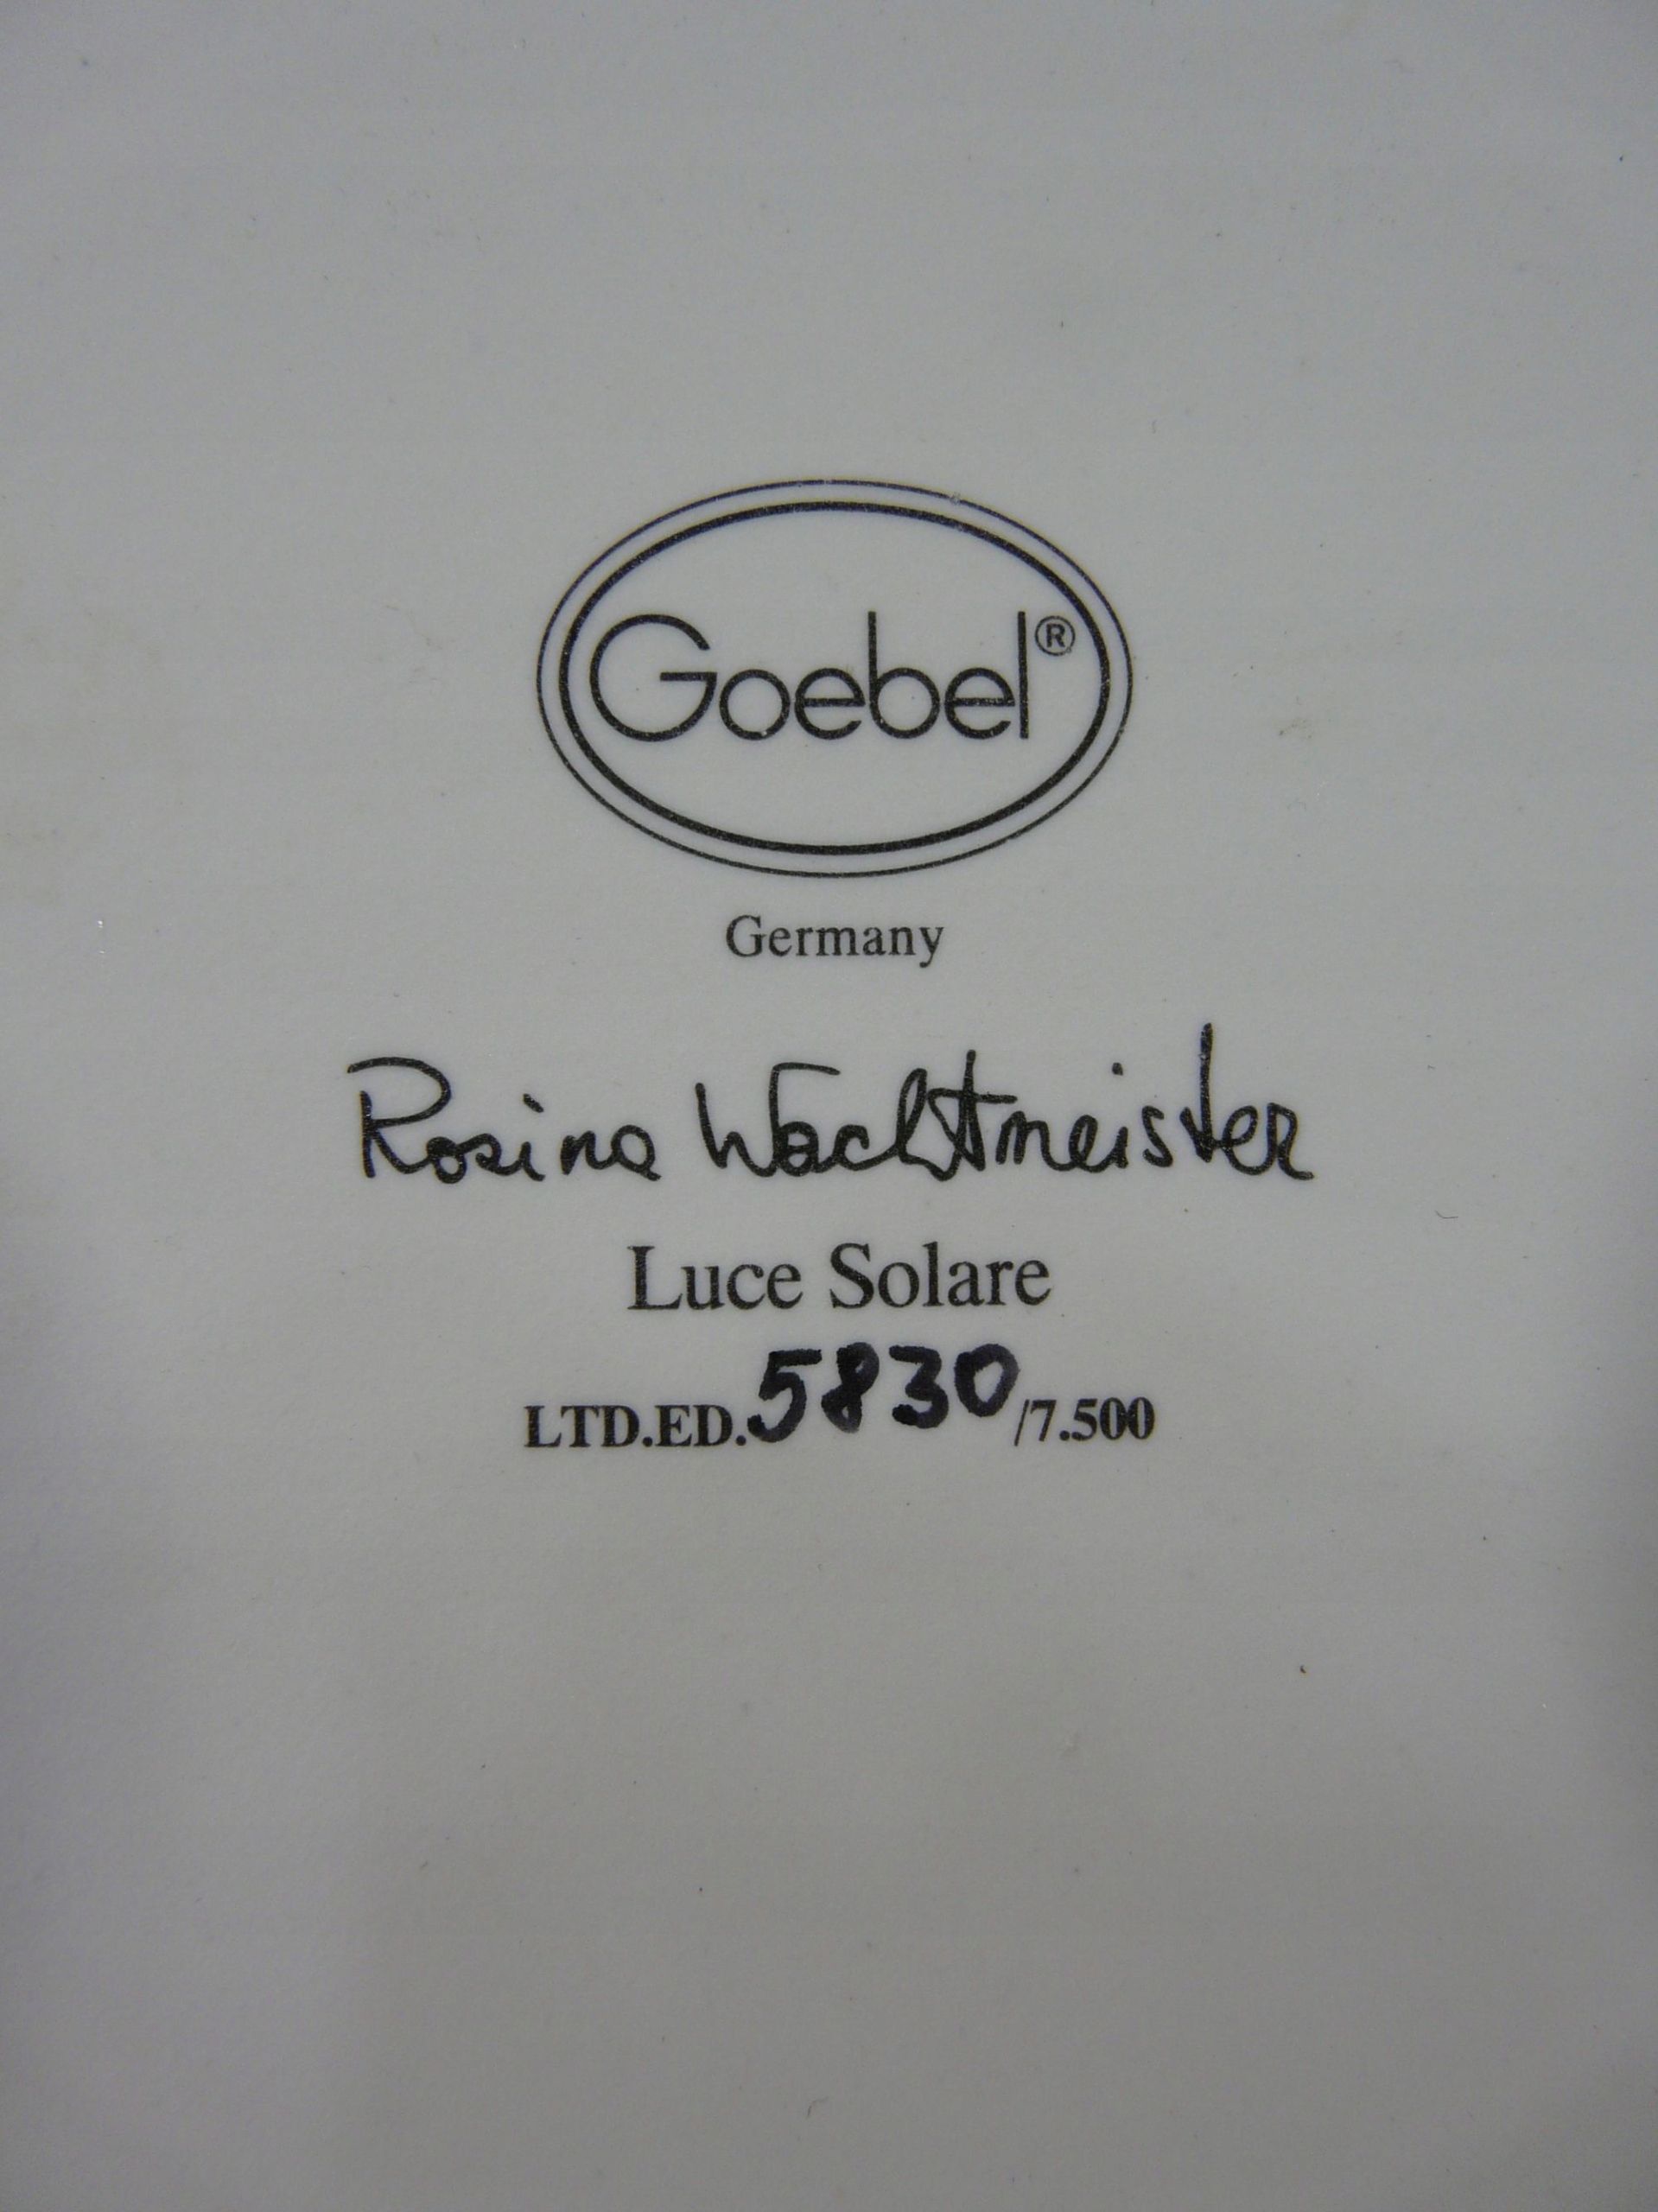 Goebel®
Germany
Rosina Wachtmeister
Luce Solare
LTD.ED.5830/7.500